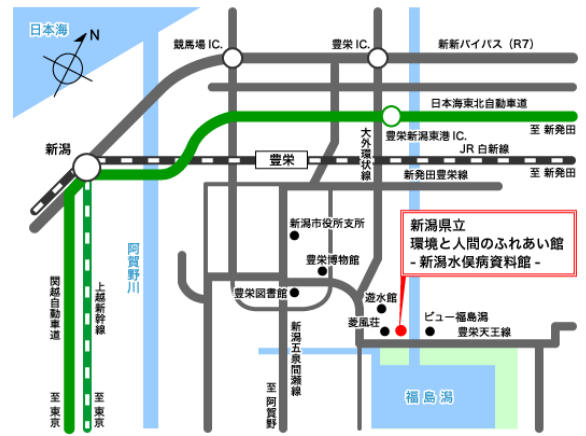 日本海
N
競馬場 IC.
豊栄 IC.
新新バイパス（R7）
日本海東北自動車道
豊栄新潟東港IC.
至 新発田
新潟
豊栄
大外環状線
JR 白新線
至 新発田
新発田豊栄線
新潟市役所支所
新潟県立
環境と人間のふれあい館
- 新潟水俣病資料館 -
阿賀野川
豊栄博物館
豊栄図書館
遊水館
菱風荘
ビュー福島潟
豊栄天王線
関越自動車道
上越新幹線
新潟五泉間瀬線
至 東京
至 東京
至 阿賀野
福島潟